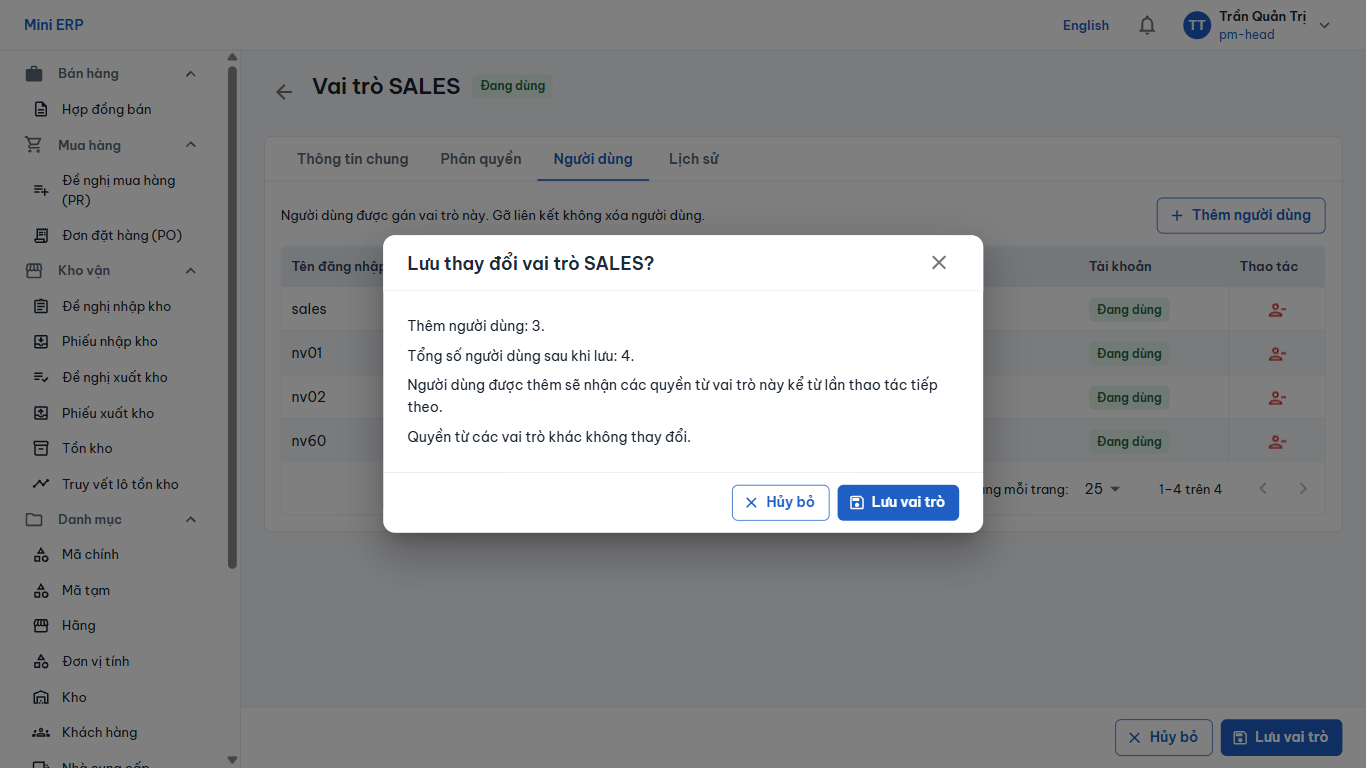 Mini ERP
English
TT
Trần Quản Trị
pm-head
Bán hàng
Hợp đồng bán
Mua hàng
Đề nghị mua hàng
(PR)
Đơn đặt hàng (PO)
Kho vận
Đề nghị nhập kho
Phiếu nhập kho
Đề nghị xuất kho
Phiếu xuất kho
Tồn kho
Truy vết lô tồn kho
Danh mục
Mã chính
Mã tạm
Hãng
Đơn vị tính
Kho
Khách hàng
Nhà cung cấp
Vai trò SALES
Đang dùng
Thông tin chung
Phân quyền
Người dùng
Lịch sử
Người dùng được gán vai trò này. Gỡ liên kết không xóa người dùng.
Thêm người dùng
Tên đăng nhập
Tài khoản
Thao tác
sales
Đang dùng
nv01
Đang dùng
nv02
Đang dùng
nv60
Đang dùng
mỗi trang:
25
1–4 trên 4
Lưu thay đổi vai trò SALES?
Thêm người dùng: 3.
Tổng số người dùng sau khi lưu: 4.
Người dùng được thêm sẽ nhận các quyền từ vai trò này kể từ lần thao tác tiếp
theo.
Quyền từ các vai trò khác không thay đổi.
Hủy bỏ
Lưu vai trò
Hủy bỏ
Lưu vai trò